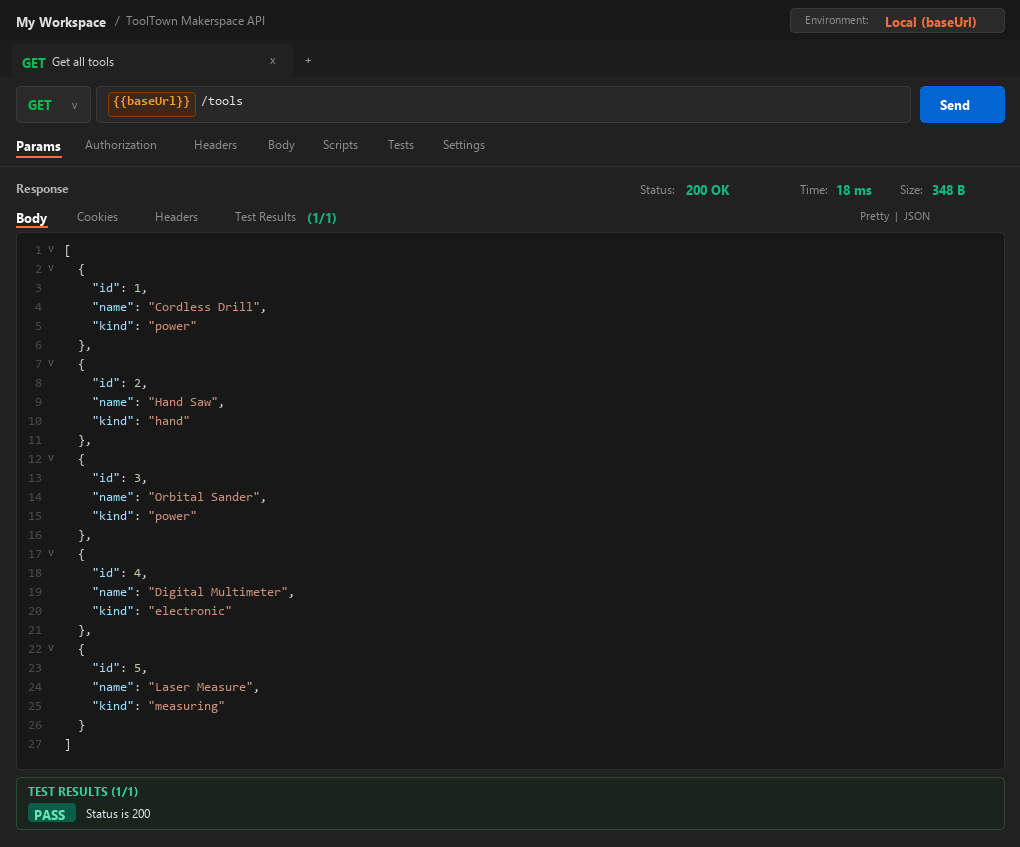 My Workspace / ToolTown Makerspace API Environment: Local (baseUrl)
GET Get all tools x +
GET v {{baseUrl}} /tools Send
Params Authorization Headers Body Scripts Tests Settings
Response Status: 200 OK Time: 18 ms Size: 348 B
Body Cookies Headers Test Results (1/1) Pretty | JSON
1 v [
2 v {
3 "id": 1,
4 "name": "Cordless Drill",
5 "kind": "power"
6 },
7 v {
8 "id": 2,
9 "name": "Hand Saw",
10 "kind": "hand"
11 },
12 v {
13 "id": 3,
14 "name": "Orbital Sander",
15 "kind": "power"
16 },
17 v {
18 "id": 4,
19 "name": "Digital Multimeter",
20 "kind": "electronic"
21 },
22 v {
23 "id": 5,
24 "name": "Laser Measure",
25 "kind": "measuring"
26 }
27 ]
TEST RESULTS (1/1)
PASS Status is 200